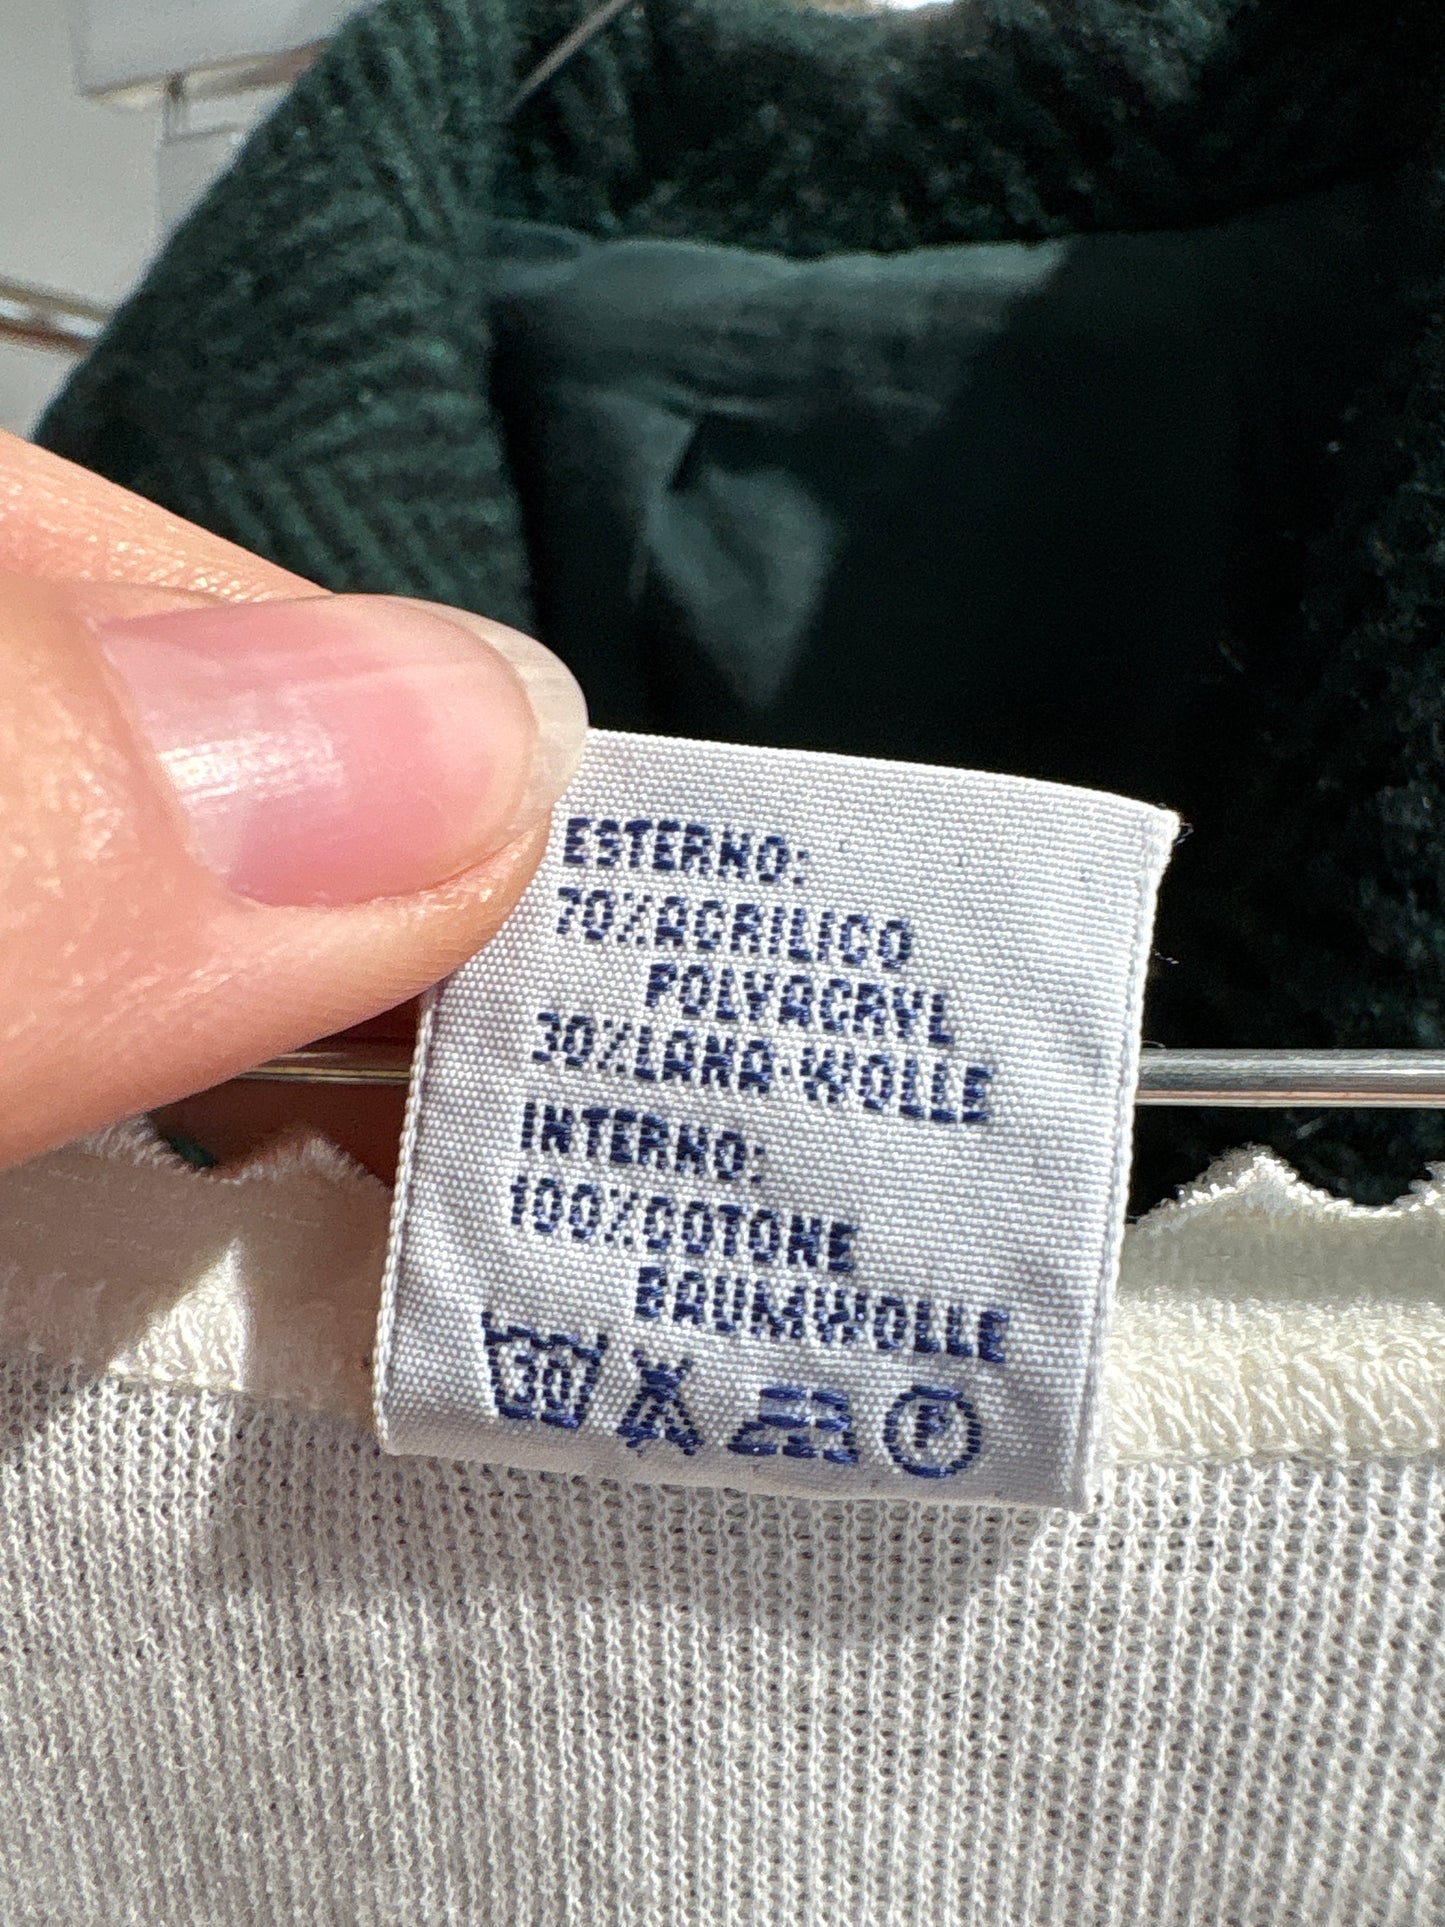 ESTERNO:
70%ACRILICO
POLYACRYL
30%LANA-WOLLE
INTERNO:
100%COTONE
BAUMWOLLE
30 P